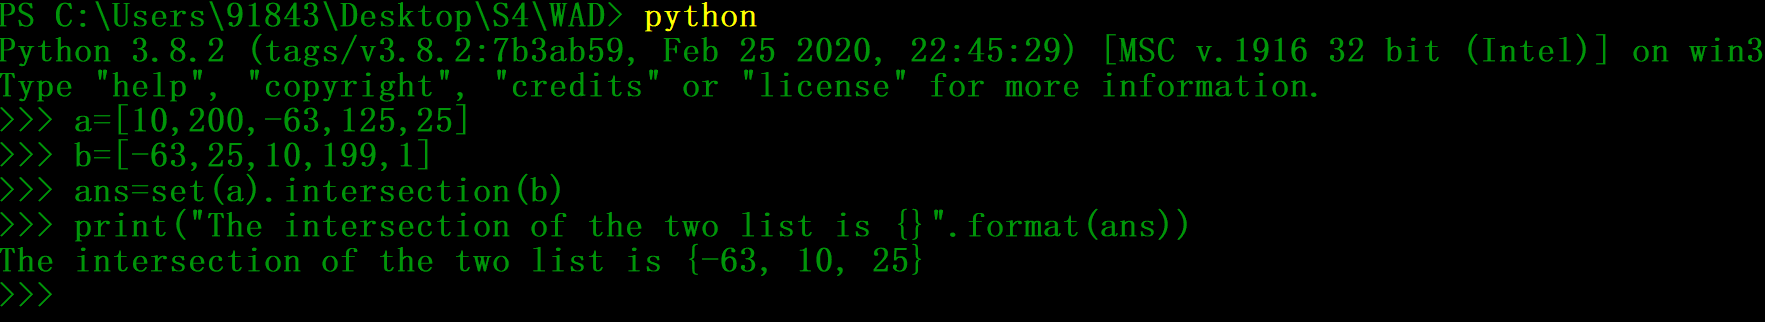 PS C:\Users\91843\Desktop\S4\WAD> python
Python 3.8.2 (tags/v3.8.2:7b3ab59, Feb 25 2020, 22:45:29) [MSC v.1916 32 bit (Intel)] on win3
Type "help", "copyright", "credits" or "license" for more information.
>>> a=[10,200,-63,125,25]
>>> b=[-63,25,10,199,1]
>>> ans=set(a).intersection(b)
>>> print("The intersection of the two list is {}".format(ans))
The intersection of the two list is {-63, 10, 25}
>>>